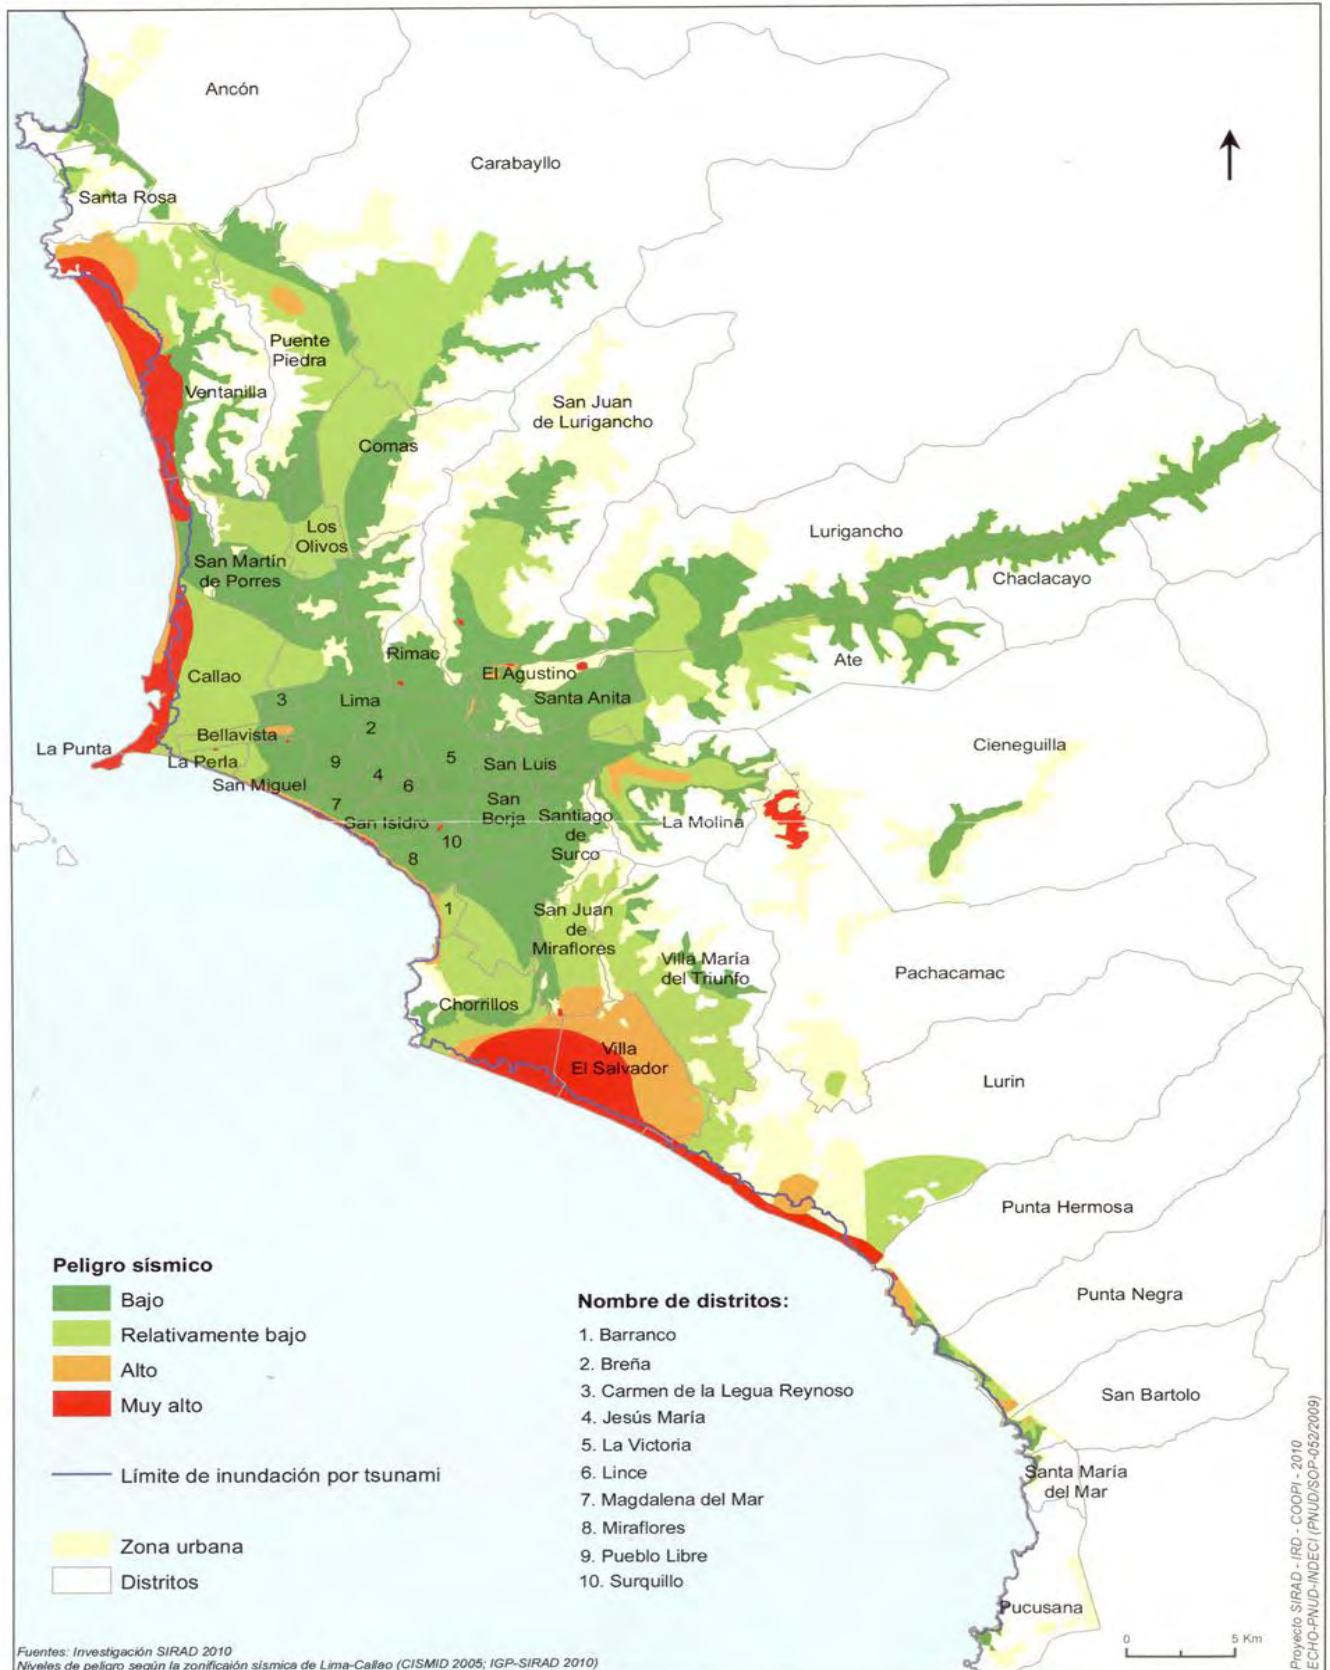 Ancón
Carabayllo
Santa Rosa
Puente
Piedra
Ventanilla
San Juan
de Lurigancho
Comas
Los
Olivos
Lurigancho
San Martín
de Porres
Chaclacayo
Rimac
Ate
Callao
El Agustino
3
Lima
Santa Anita
2
Bellavista
La Punta
Cieneguilla
La Perla
9
5
San Luis
4
San Miguel
6
7
San
Borja
San Isidro
Santiago
de
Surco
La Molina
10
8
1
San Juan
de
Miraflores
Villa María
del Triunfo
Pachacamac
Chorrillos
Villa
El Salvador
Lurin
Punta Hermosa
Punta Negra
San Bartolo
Santa María
del Mar
Pucusana
Peligro sísmico
Bajo
Relativamente bajo
Alto
Muy alto
Límite de inundación por tsunami
Zona urbana
Distritos
Nombre de distritos:
1. Barranco
2. Breña
3. Carmen de la Legua Reynoso
4. Jesús María
5. La Victoria
6. Lince
7. Magdalena del Mar
8. Miraflores
9. Pueblo Libre
10. Surquillo
0 5 Km
Proyecto SIRAD - IRD - COOPI - 2010
ECHO-PNUD-INDECI (PNUD/SOP-052/2009)
Fuentes: Investigación SIRAD 2010
Niveles de peligro según la zonificaión sísmica de Lima-Callao (CISMID 2005; IGP-SIRAD 2010)